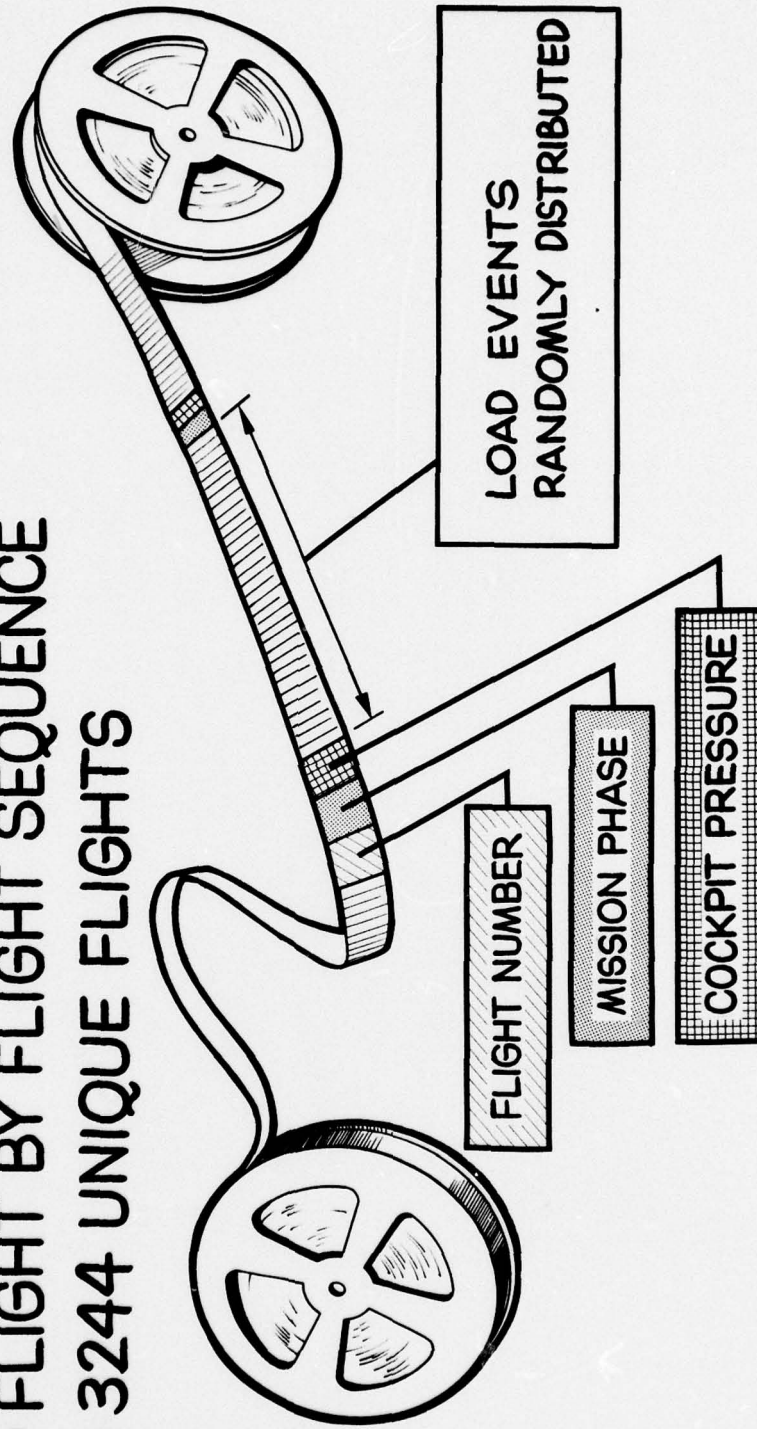 FLIGHT BY FLIGHT SEQUENCE
3244 UNIQUE FLIGHTS
FLIGHT NUMBER
MISSION PHASE
COCKPIT PRESSURE
LOAD EVENTS
RANDOMLY DISTRIBUTED